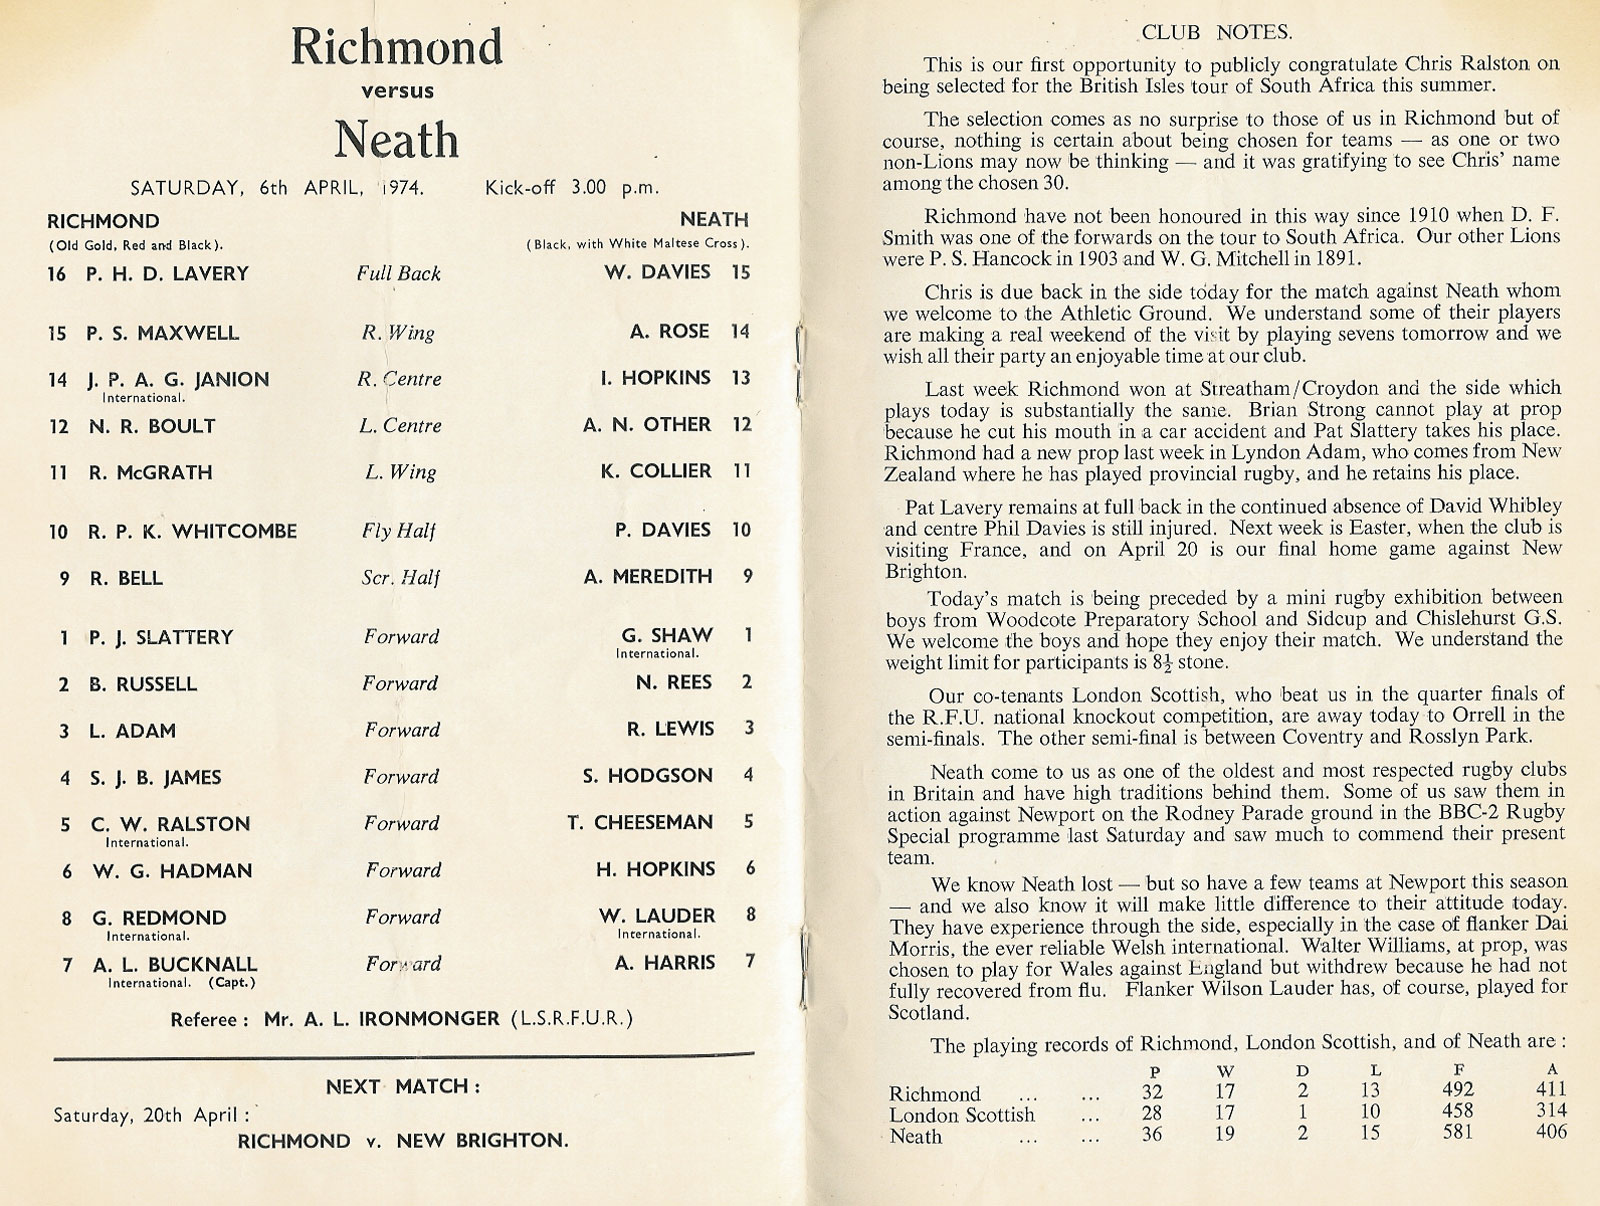 Richmond
versus
Neath
SATURDAY, 6th APRIL, 1974. Kick-off 3.00 p.m.
RICHMOND NEATH
(Old Gold, Red and Black). (Black, with White Maltese Cross).
16 P. H. D. LAVERY Full Back W. DAVIES 15
15 P. S. MAXWELL R. Wing A. ROSE 14
14 J. P. A. G. JANION R. Centre I. HOPKINS 13
International.
12 N. R. BOULT L. Centre A. N. OTHER 12
11 R. McGRATH L. Wing K. COLLIER 11
10 R. P. K. WHITCOMBE Fly Half P. DAVIES 10
9 R. BELL Scr. Half A. MEREDITH 9
1 P. J. SLATTERY Forward G. SHAW 1
International.
2 B. RUSSELL Forward N. REES 2
3 L. ADAM Forward R. LEWIS 3
4 S. J. B. JAMES Forward S. HODGSON 4
5 C. W. RALSTON Forward T. CHEESEMAN 5
International.
6 W. G. HADMAN Forward H. HOPKINS 6
8 G. REDMOND Forward W. LAUDER 8
International. International.
7 A. L. BUCKNALL Forward A. HARRIS 7
International. (Capt.)
Referee : Mr. A. L. IRONMONGER (L.S.R.F.U.R.)
NEXT MATCH :
Saturday, 20th April :
RICHMOND v. NEW BRIGHTON.
CLUB NOTES.
This is our first opportunity to publicly congratulate Chris Ralston on
being selected for the British Isles tour of South Africa this summer.
The selection comes as no surprise to those of us in Richmond but of
course, nothing is certain about being chosen for teams — as one or two
non-Lions may now be thinking — and it was gratifying to see Chris' name
among the chosen 30.
Richmond have not been honoured in this way since 1910 when D. F.
Smith was one of the forwards on the tour to South Africa. Our other Lions
were P. S. Hancock in 1903 and W. G. Mitchell in 1891.
Chris is due back in the side today for the match against Neath whom
we welcome to the Athletic Ground. We understand some of their players
are making a real weekend of the visit by playing sevens tomorrow and we
wish all their party an enjoyable time at our club.
Last week Richmond won at Streatham/Croydon and the side which
plays today is substantially the same. Brian Strong cannot play at prop
because he cut his mouth in a car accident and Pat Slattery takes his place.
Richmond had a new prop last week in Lyndon Adam, who comes from New
Zealand where he has played provincial rugby, and he retains his place.
Pat Lavery remains at full back in the continued absence of David Whibley
and centre Phil Davies is still injured. Next week is Easter, when the club is
visiting France, and on April 20 is our final home game against New
Brighton.
Today's match is being preceded by a mini rugby exhibition between
boys from Woodcote Preparatory School and Sidcup and Chislehurst G.S.
We welcome the boys and hope they enjoy their match. We understand the
weight limit for participants is 8½ stone.
Our co-tenants London Scottish, who beat us in the quarter finals of
the R.F.U. national knockout competition, are away today to Orrell in the
semi-finals. The other semi-final is between Coventry and Rosslyn Park.
Neath come to us as one of the oldest and most respected rugby clubs
in Britain and have high traditions behind them. Some of us saw them in
action against Newport on the Rodney Parade ground in the BBC-2 Rugby
Special programme last Saturday and saw much to commend their present
team.
We know Neath lost — but so have a few teams at Newport this season
— and we also know it will make little difference to their attitude today.
They have experience through the side, especially in the case of flanker Dai
Morris, the ever reliable Welsh international. Walter Williams, at prop, was
chosen to play for Wales against England but withdrew because he had not
fully recovered from flu. Flanker Wilson Lauder has, of course, played for
Scotland.
The playing records of Richmond, London Scottish, and of Neath are :
P W D L F A
Richmond ... ... 32 17 2 13 492 411
London Scottish ... 28 17 1 10 458 314
Neath ... ... 36 19 2 15 581 406